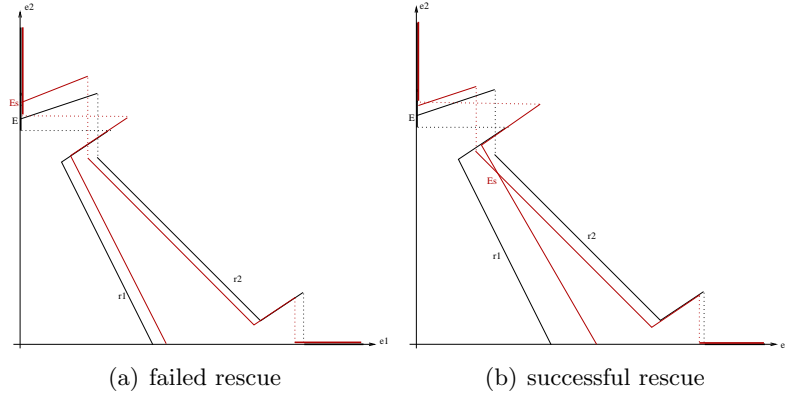 e2
Es
E
r1
r2
e1
(a) failed rescue
e2
E
Es
r1
r2
e
(b) successful rescue